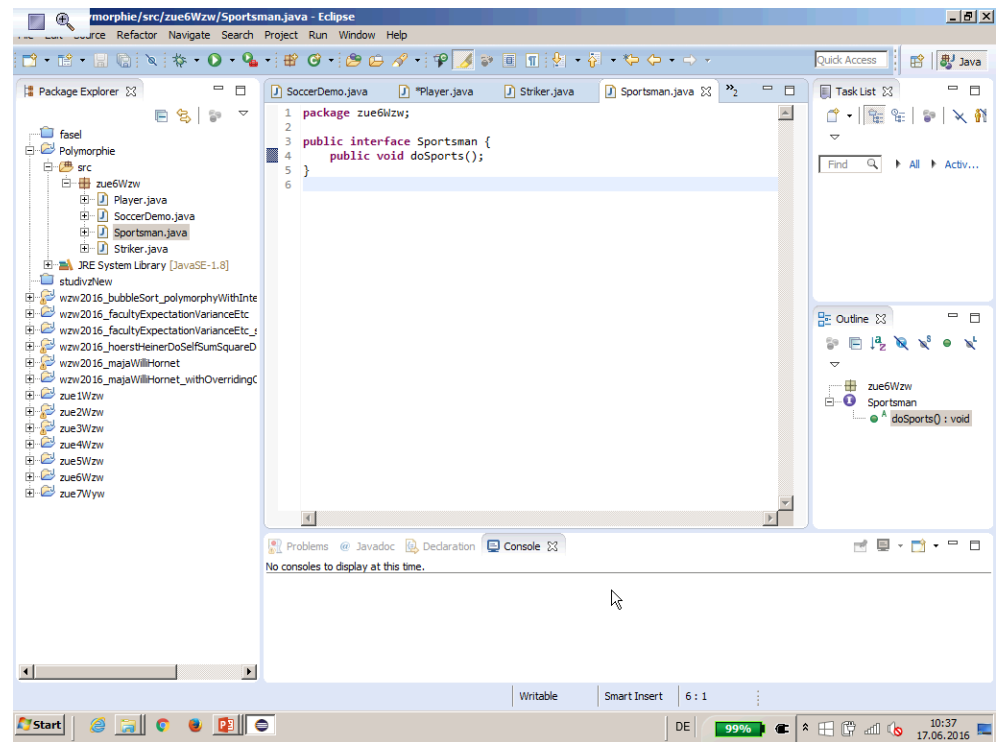 ymorphie/src/zue6Wzw/Sportsman.java - Eclipse
Refactor Navigate Search Project Run Window Help
Quick Access
Java
Package Explorer
fasel
Polymorphie
src
zue6Wzw
Player.java
SoccerDemo.java
Sportsman.java
Striker.java
JRE System Library [JavaSE-1.8]
studivzNew
wzw2016_bubbleSort_polymorphyWithInte
wzw2016_facultyExpectationVarianceEtc
wzw2016_facultyExpectationVarianceEtc_s
wzw2016_hoerstHeinerDoSelfSumSquareD
wzw2016_majaWilliHornet
wzw2016_majaWilliHornet_withOverridingC
zue1Wzw
zue2Wzw
zue3Wzw
zue4Wzw
zue5Wzw
zue6Wzw
zue7Wyw
SoccerDemo.java *Player.java Striker.java Sportsman.java »2
1 package zue6Wzw;
2
3 public interface Sportsman {
4 public void doSports();
5 }
6
Task List
Find All Activ...
Outline
zue6Wzw
Sportsman
doSports() : void
Problems @ Javadoc Declaration Console
No consoles to display at this time.
Writable Smart Insert 6 : 1
Start DE 99% 10:37
17.06.2016